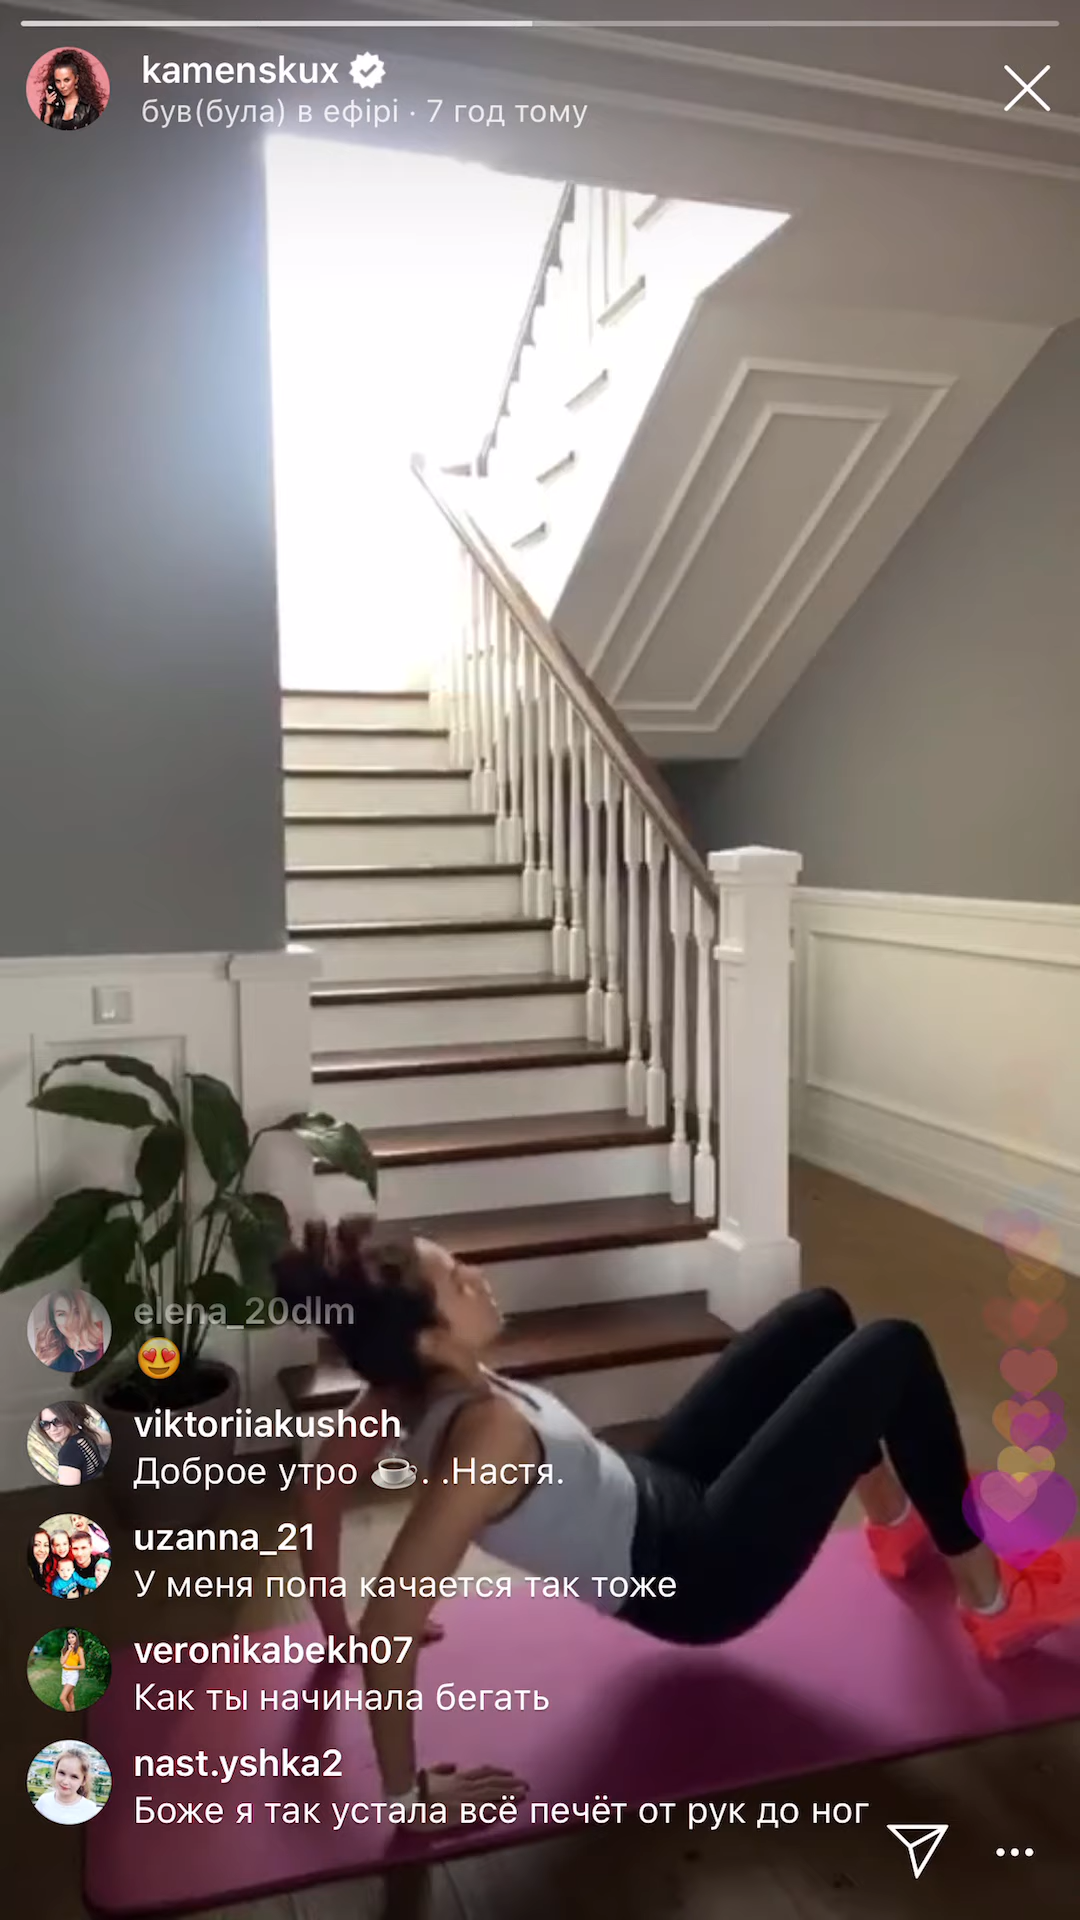 kamenskux
був(була) в ефірі · 7 год тому
elena_20dlm
😍
viktoriiakushch
Доброе утро ☕. .Настя.
uzanna_21
У меня попа качается так тоже
veronikabekh07
Как ты начинала бегать
nast.yshka2
Боже я так устала всё печёт от рук до ног